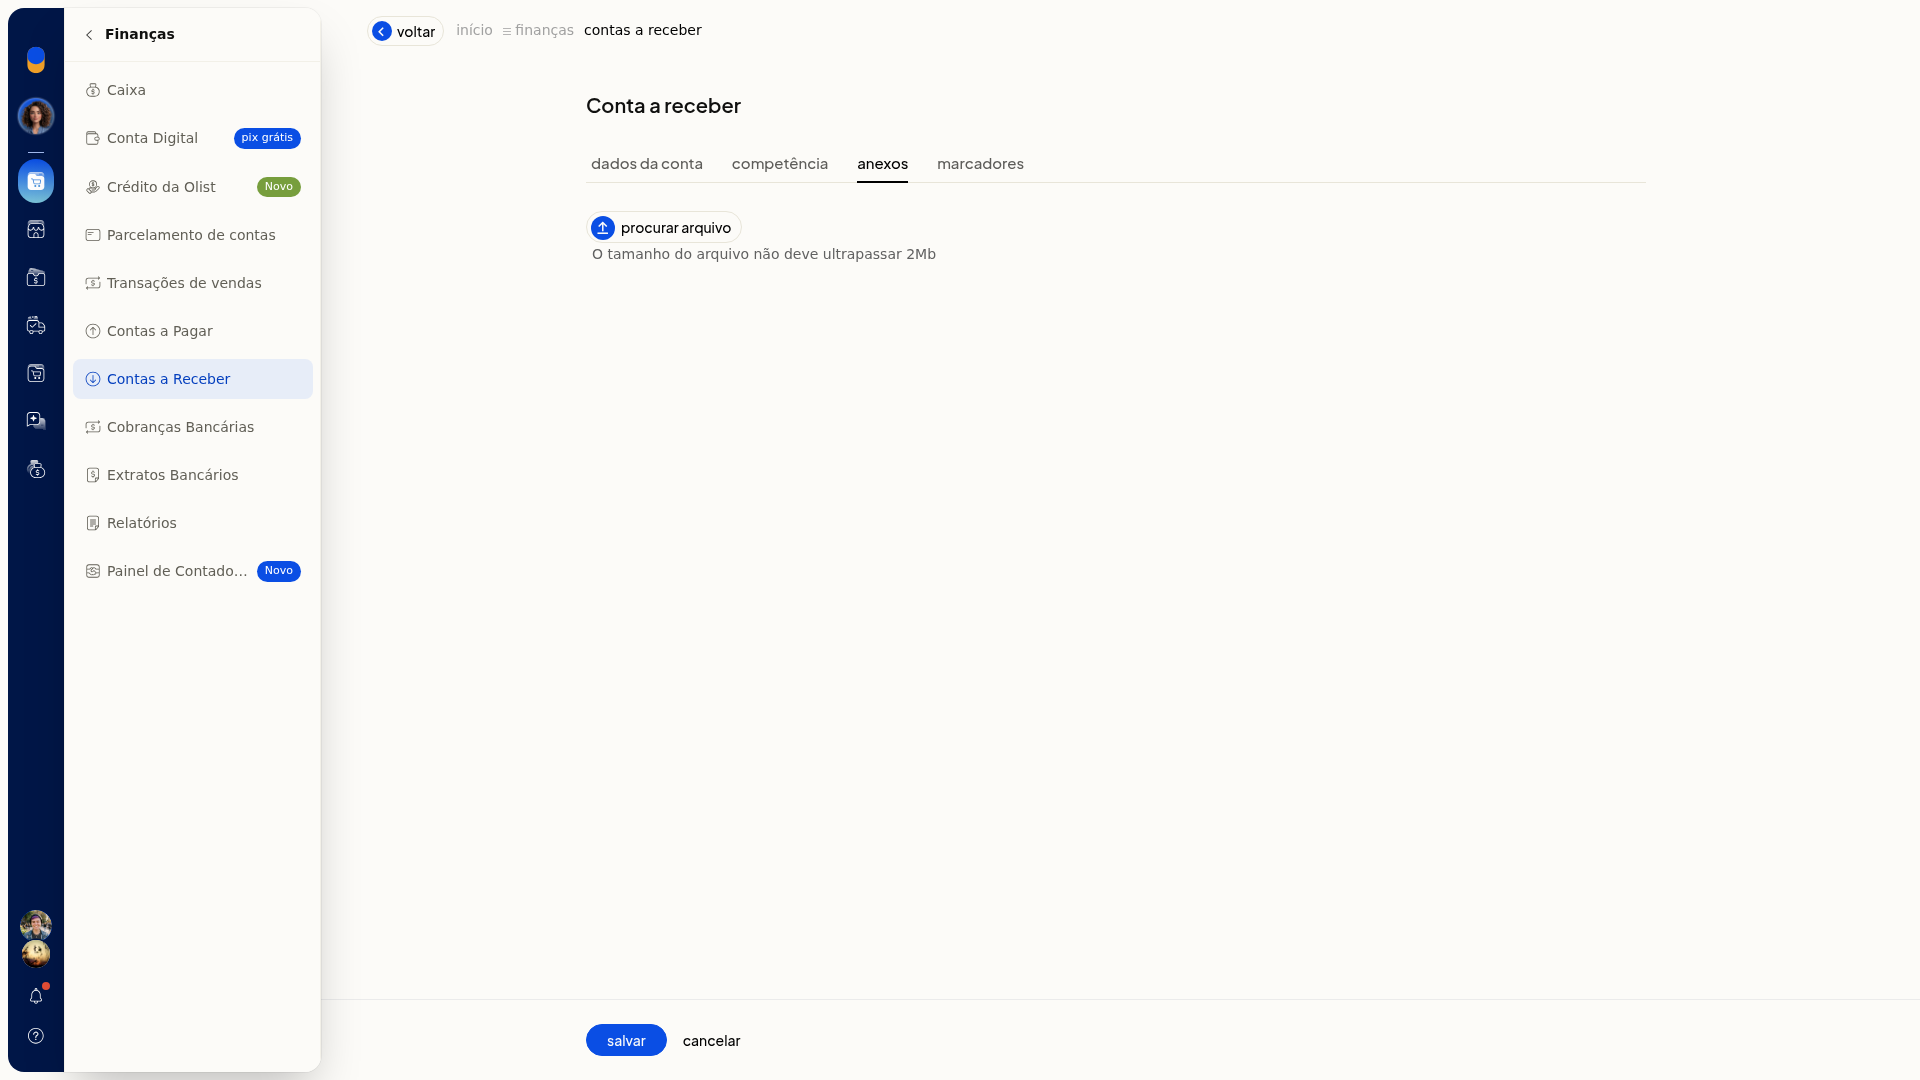 Finanças
Caixa
Conta Digital
pix grátis
Crédito da Olist
Novo
Parcelamento de contas
Transações de vendas
Contas a Pagar
Contas a Receber
Cobranças Bancárias
Extratos Bancários
Relatórios
Painel de Contado...
Novo
voltar
início
finanças
contas a receber
Conta a receber
dados da conta
competência
anexos
marcadores
procurar arquivo
O tamanho do arquivo não deve ultrapassar 2Mb
salvar
cancelar